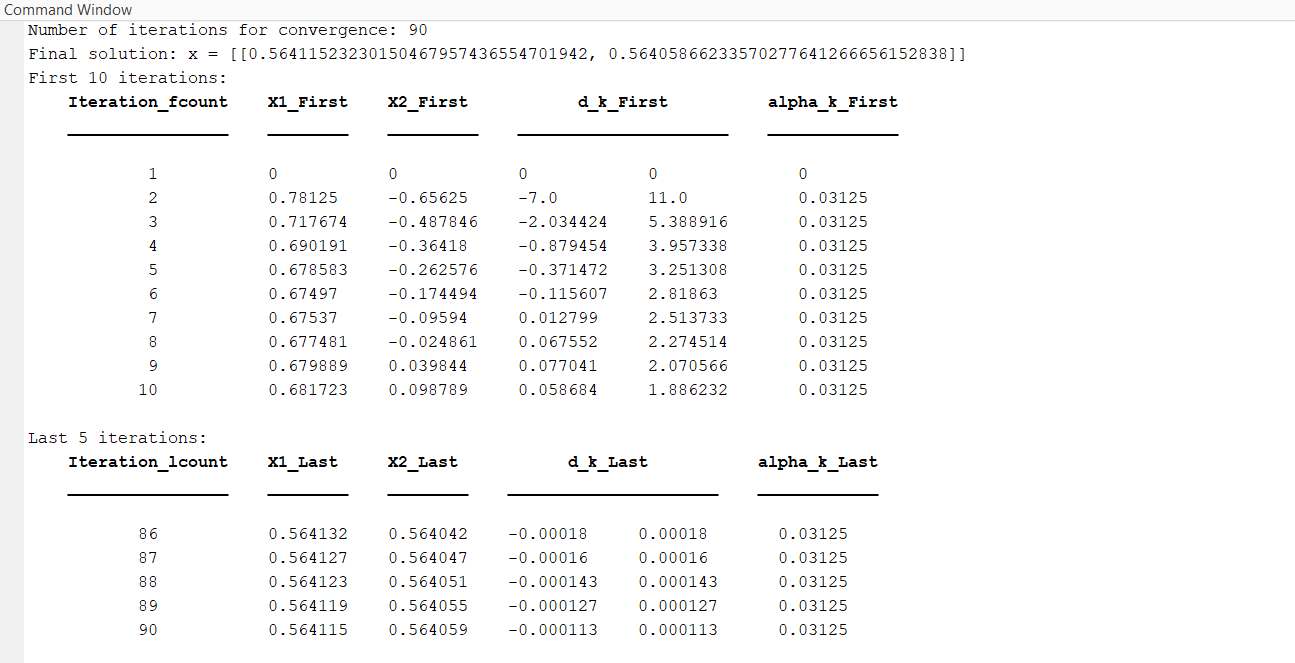 Command Window
Number of iterations for convergence: 90
Final solution: x = [[0.56411523230150467957436554701942, 0.56405866233570277641266656152838]]
First 10 iterations:
Iteration_fcount X1_First X2_First d_k_First alpha_k_First
1 0 0 0 0 0
2 0.78125 -0.65625 -7.0 11.0 0.03125
3 0.717674 -0.487846 -2.034424 5.388916 0.03125
4 0.690191 -0.36418 -0.879454 3.957338 0.03125
5 0.678583 -0.262576 -0.371472 3.251308 0.03125
6 0.67497 -0.174494 -0.115607 2.81863 0.03125
7 0.67537 -0.09594 0.012799 2.513733 0.03125
8 0.677481 -0.024861 0.067552 2.274514 0.03125
9 0.679889 0.039844 0.077041 2.070566 0.03125
10 0.681723 0.098789 0.058684 1.886232 0.03125
Last 5 iterations:
Iteration_lcount X1_Last X2_Last d_k_Last alpha_k_Last
86 0.564132 0.564042 -0.00018 0.00018 0.03125
87 0.564127 0.564047 -0.00016 0.00016 0.03125
88 0.564123 0.564051 -0.000143 0.000143 0.03125
89 0.564119 0.564055 -0.000127 0.000127 0.03125
90 0.564115 0.564059 -0.000113 0.000113 0.03125